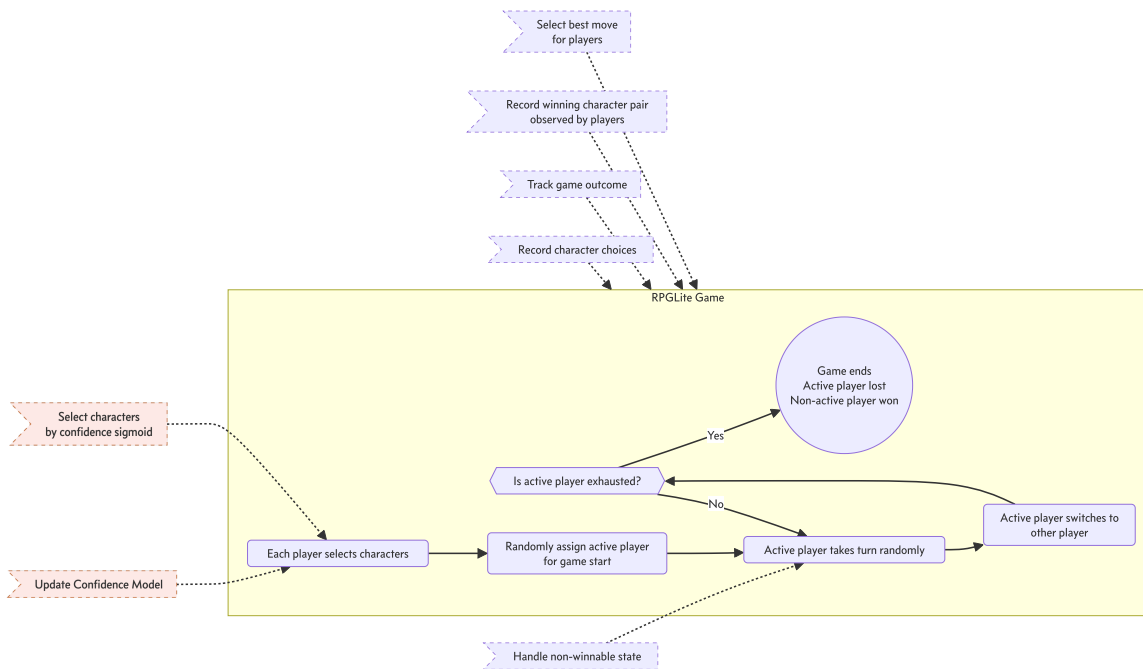 Select best move
for players
Record winning character pair
observed by players
Track game outcome
Record character choices
RPGLite Game
Game ends
Active player lost
Non-active player won
Select characters
by confidence sigmoid
Yes
Is active player exhausted?
No
Active player switches to
other player
Each player selects characters
Randomly assign active player
for game start
Active player takes turn randomly
Update Confidence Model
Handle non-winnable state